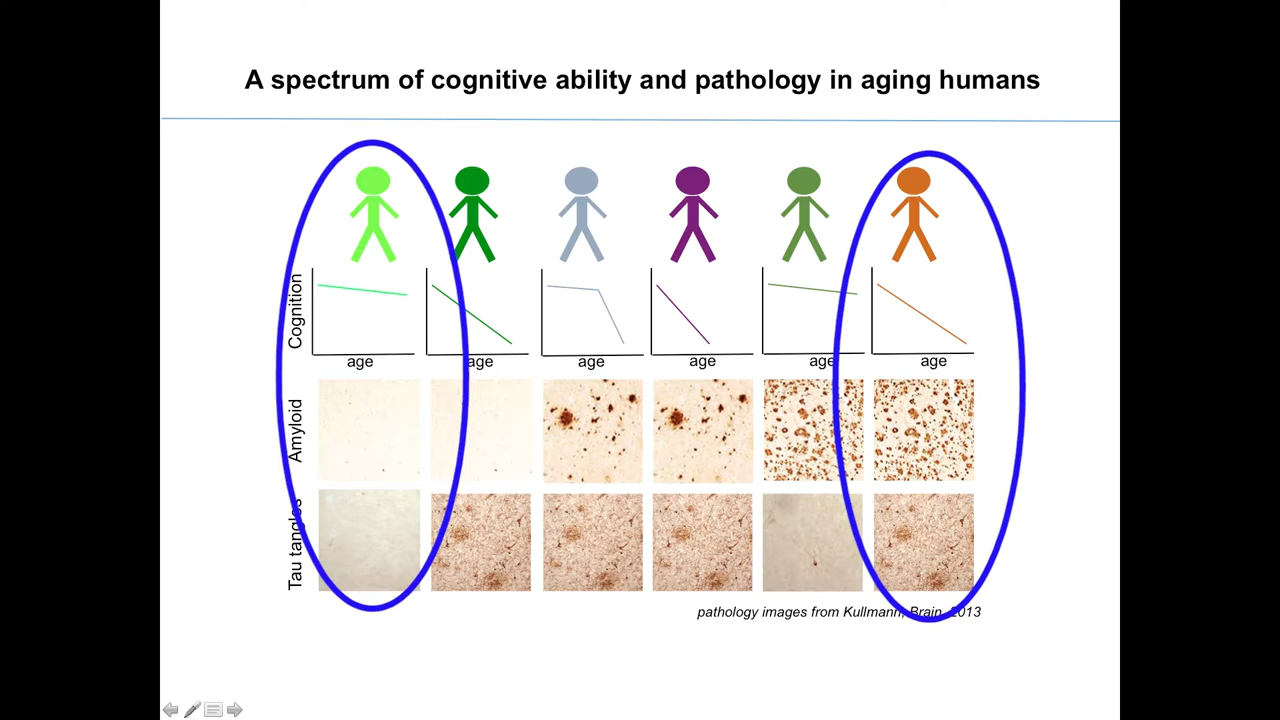 A spectrum of cognitive ability and pathology in aging humans
Cognition
age
age
age
age
age
age
Amyloid
Tau tangles
pathology images from Kullmann, Brain, 2013